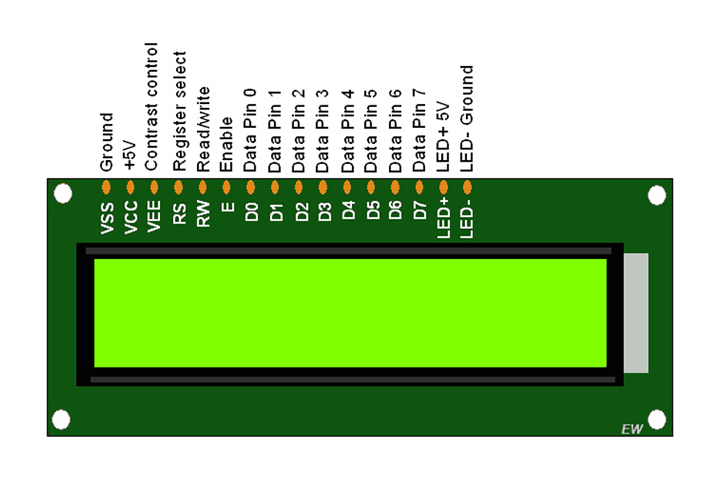 Ground
+5V
Contrast control
Register select
Read/write
Enable
Data Pin 0
Data Pin 1
Data Pin 2
Data Pin 3
Data Pin 4
Data Pin 5
Data Pin 6
Data Pin 7
LED+ 5V
LED- Ground
VSS
VCC
VEE
RS
RW
E
D0
D1
D2
D3
D4
D5
D6
D7
LED+
LED-
EW